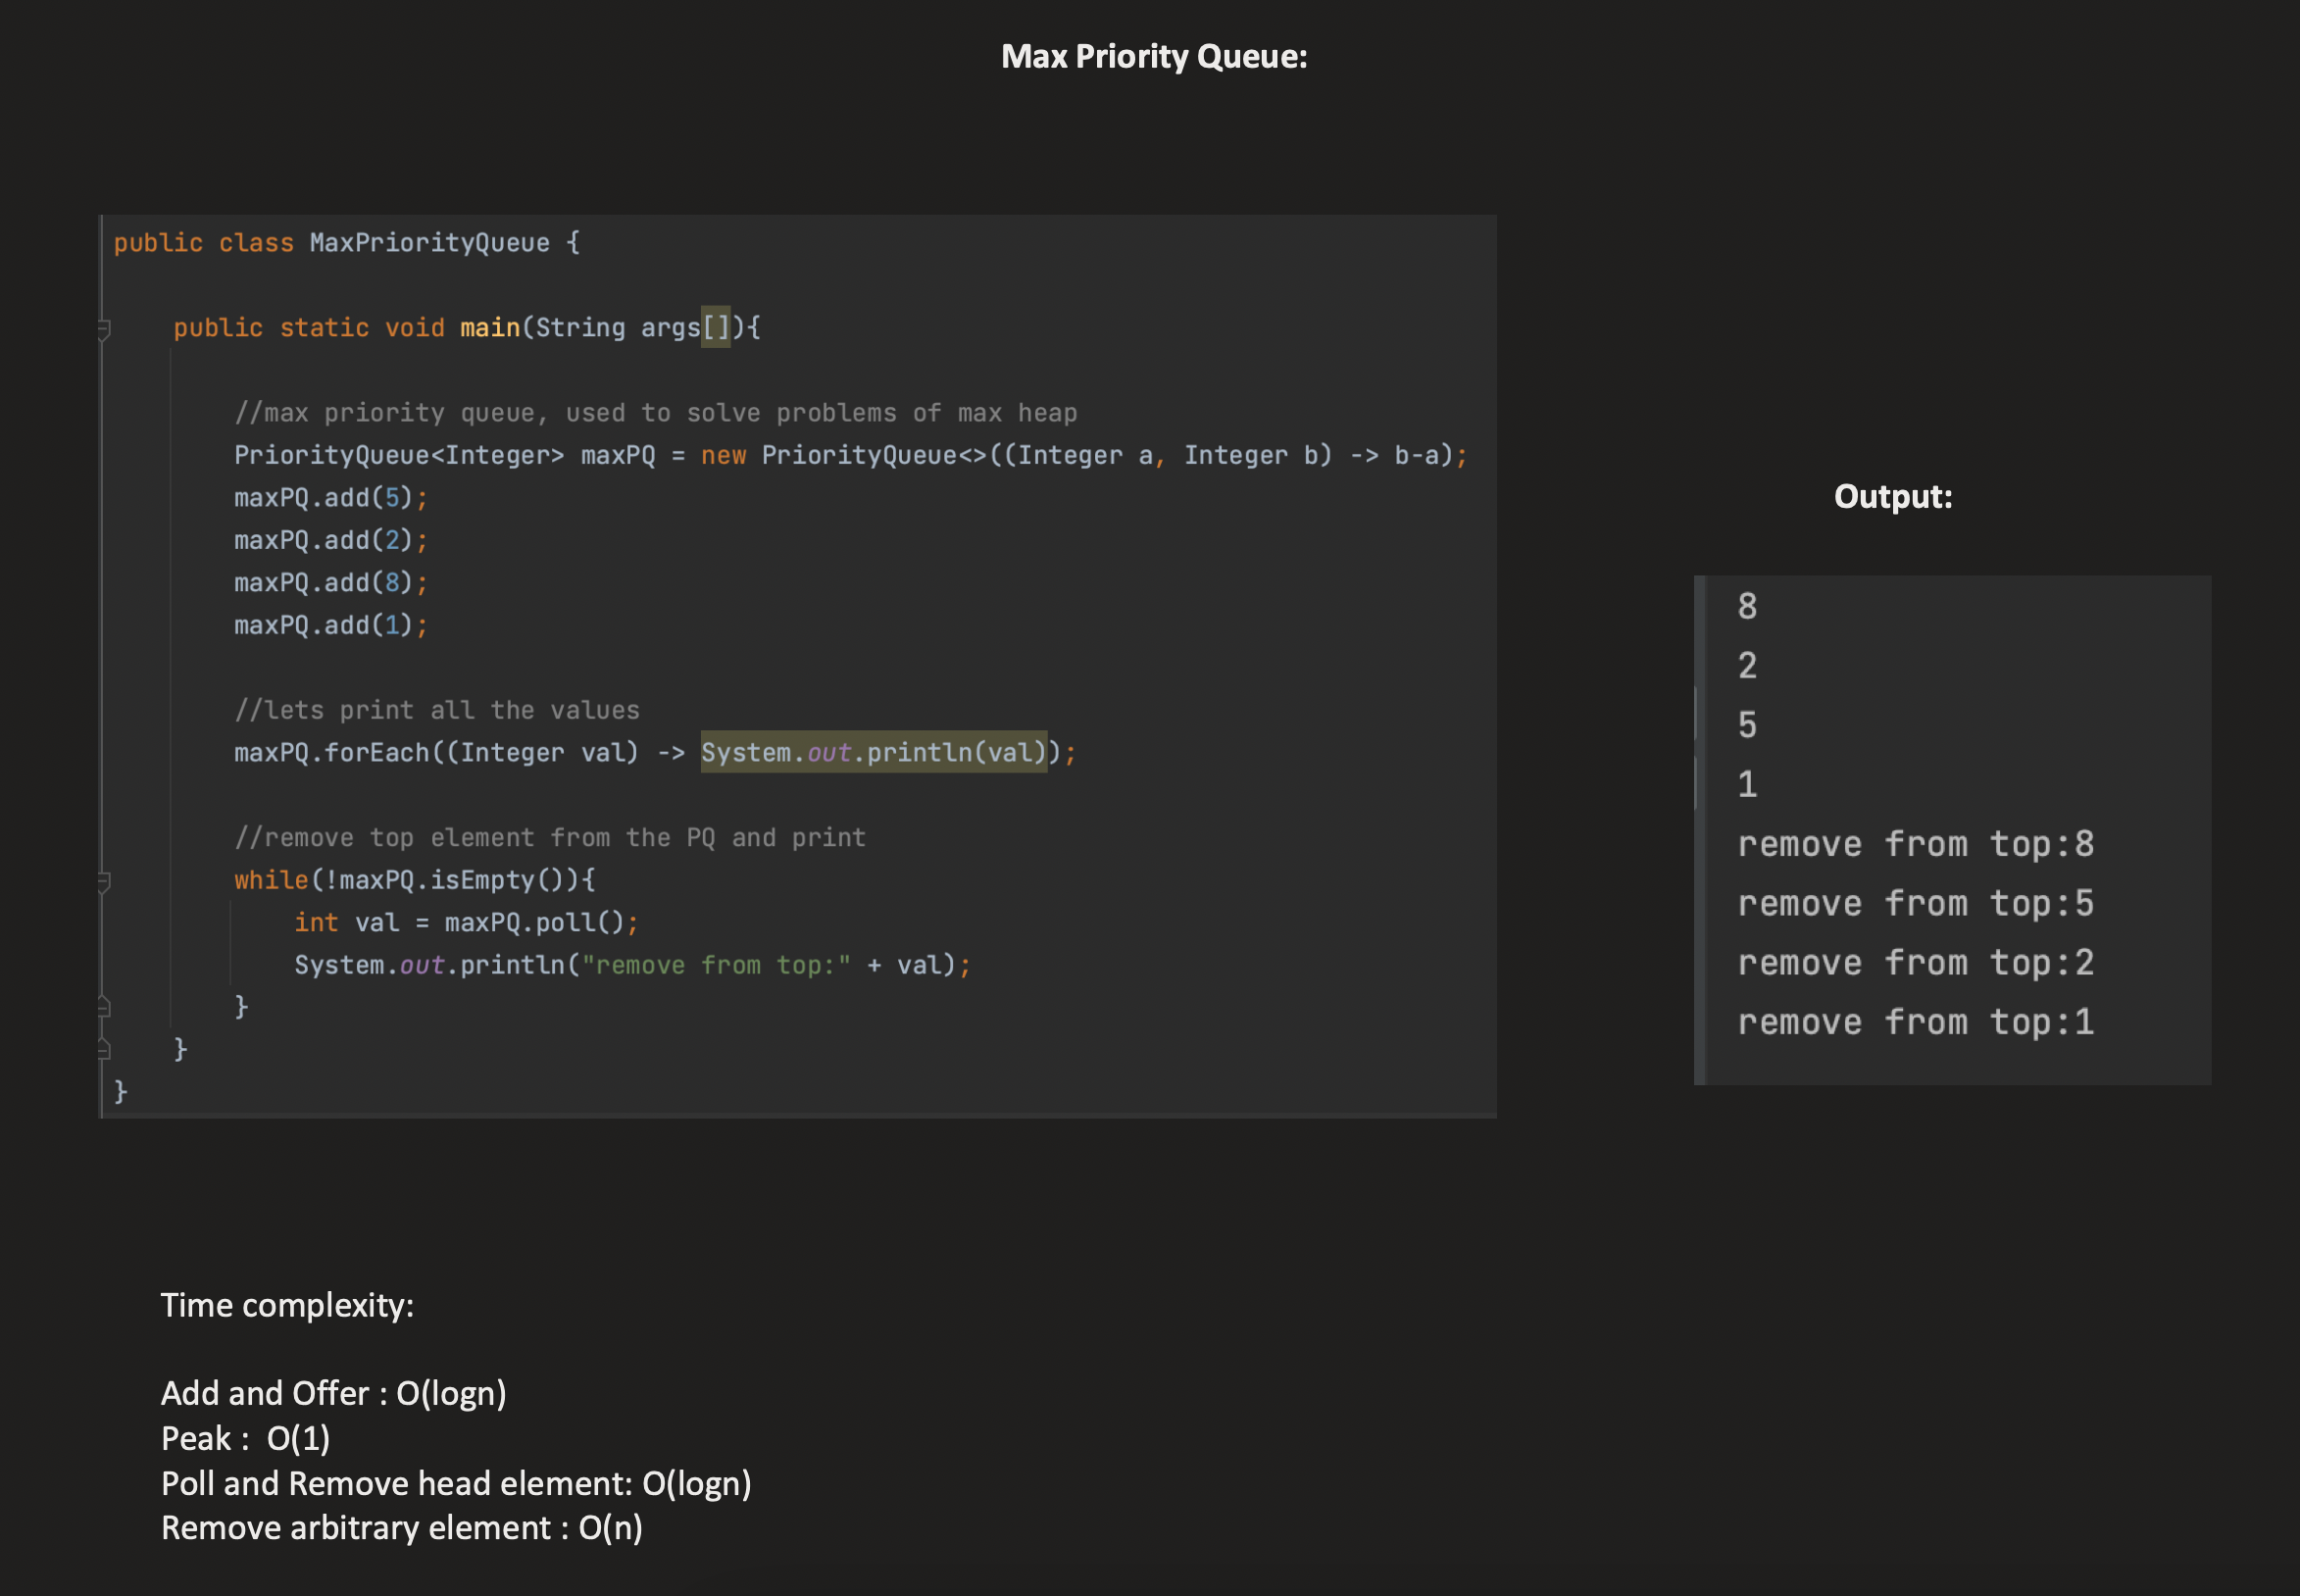 Max Priority Queue:
public class MaxPriorityQueue {
public static void main(String args[]){
//max priority queue, used to solve problems of max heap
PriorityQueue<Integer> maxPQ = new PriorityQueue<>((Integer a, Integer b) -> b-a);
maxPQ.add(5);
maxPQ.add(2);
maxPQ.add(8);
maxPQ.add(1);
//lets print all the values
maxPQ.forEach((Integer val) -> System.out.println(val));
//remove top element from the PQ and print
while(!maxPQ.isEmpty()){
int val = maxPQ.poll();
System.out.println("remove from top:" + val);
}
}
}
Output:
8
2
5
1
remove from top:8
remove from top:5
remove from top:2
remove from top:1
Time complexity:
Add and Offer : O(logn)
Peak :  O(1)
Poll and Remove head element: O(logn)
Remove arbitrary element : O(n)